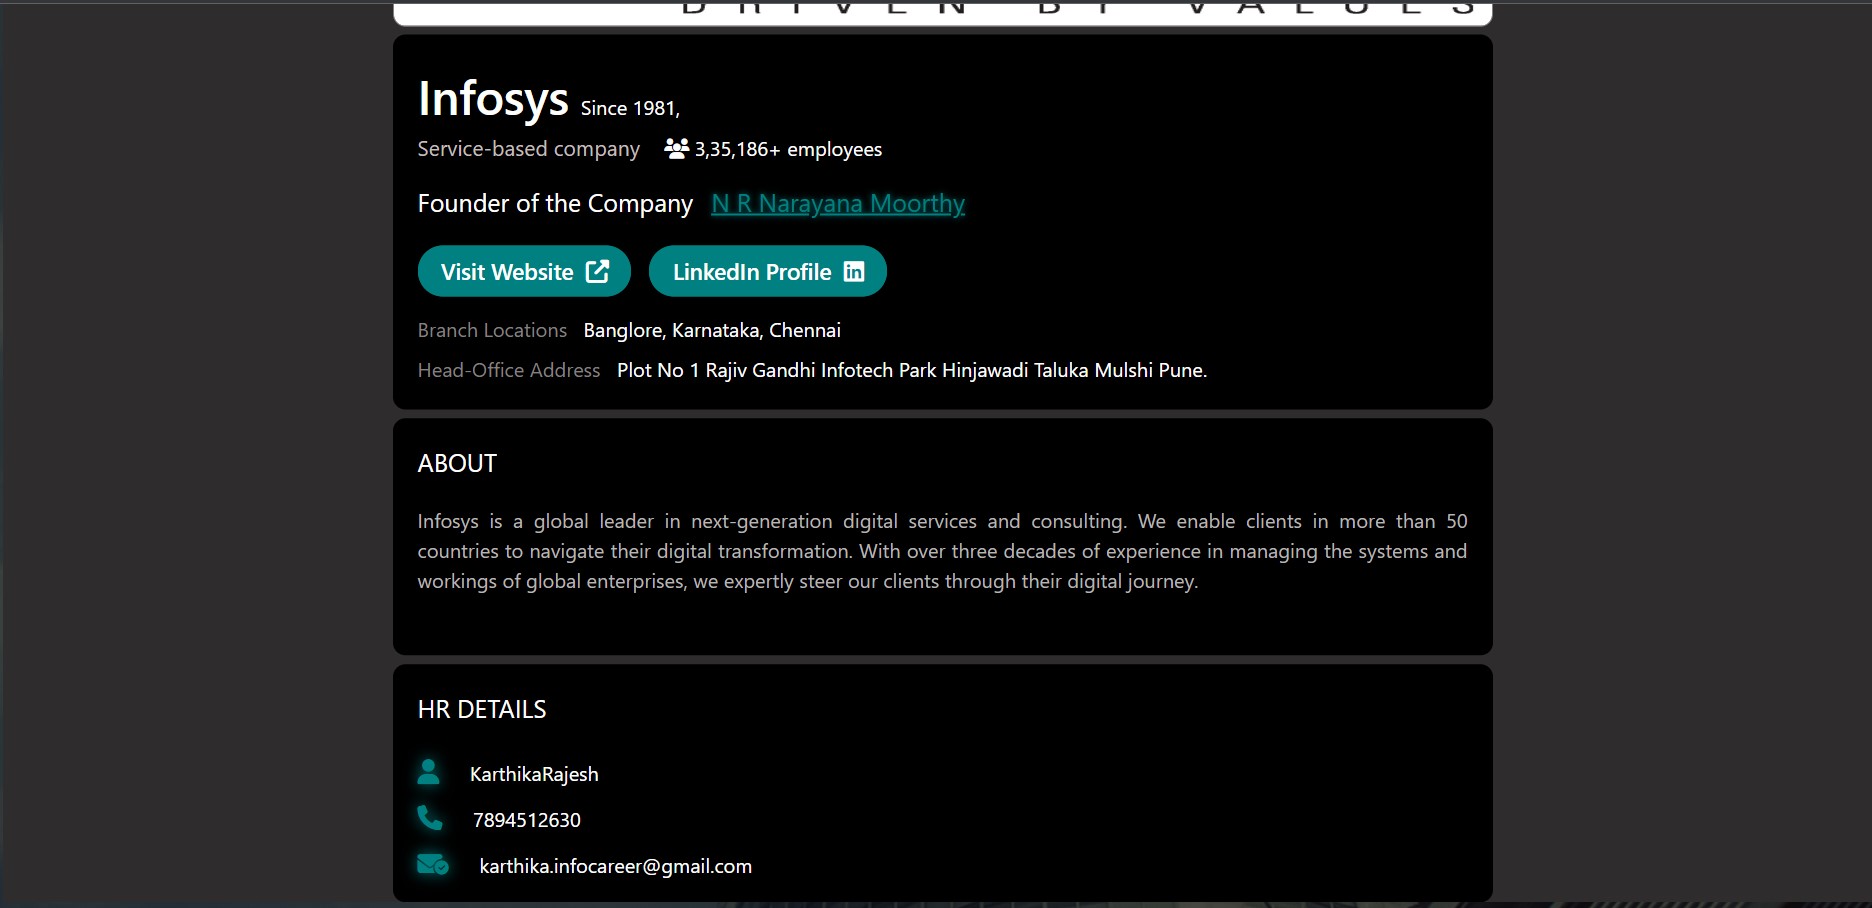 DRIVEN BY VALUES
Infosys Since 1981,
Service-based company 3,35,186+ employees
Founder of the Company N R Narayana Moorthy
Visit Website LinkedIn Profile
Branch Locations Banglore, Karnataka, Chennai
Head-Office Address Plot No 1 Rajiv Gandhi Infotech Park Hinjawadi Taluka Mulshi Pune.
ABOUT
Infosys is a global leader in next-generation digital services and consulting. We enable clients in more than 50
countries to navigate their digital transformation. With over three decades of experience in managing the systems and
workings of global enterprises, we expertly steer our clients through their digital journey.
HR DETAILS
KarthikaRajesh
7894512630
karthika.infocareer@gmail.com